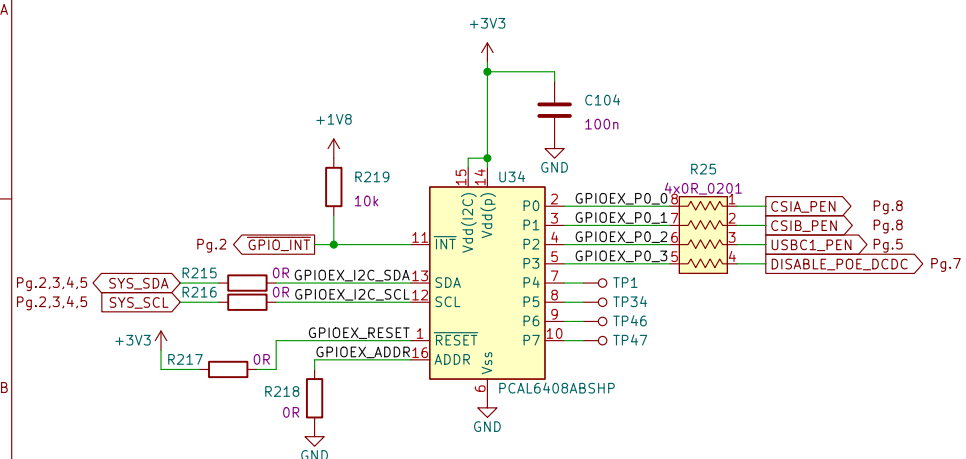 A
+3V3
C104
100n
GND
+1V8
R219
10k
15
14
U34
Vdd(I2C)
Vdd(p)
R25
4x0R_0201
P0 2 GPIOEX_P0_0 8 1 CSIA_PEN Pg.8
P1 3 GPIOEX_P0_1 7 2 CSIB_PEN Pg.8
Pg.2 GPIO_INT 11 INT
P2 4 GPIOEX_P0_2 6 3 USBC1_PEN Pg.5
P3 5 GPIOEX_P0_3 5 4 DISABLE_POE_DCDC Pg.7
Pg.2,3,4,5 SYS_SDA R215 0R GPIOEX_I2C_SDA 13 SDA
P4 7 TP1
Pg.2,3,4,5 SYS_SCL R216 0R GPIOEX_I2C_SCL 12 SCL
P5 8 TP34
P6 9 TP46
+3V3
GPIOEX_RESET 1 RESET
P7 10 TP47
R217 0R
GPIOEX_ADDR 16 ADDR
Vss
6
PCAL6408ABSHP
B
R218
0R
GND
GND